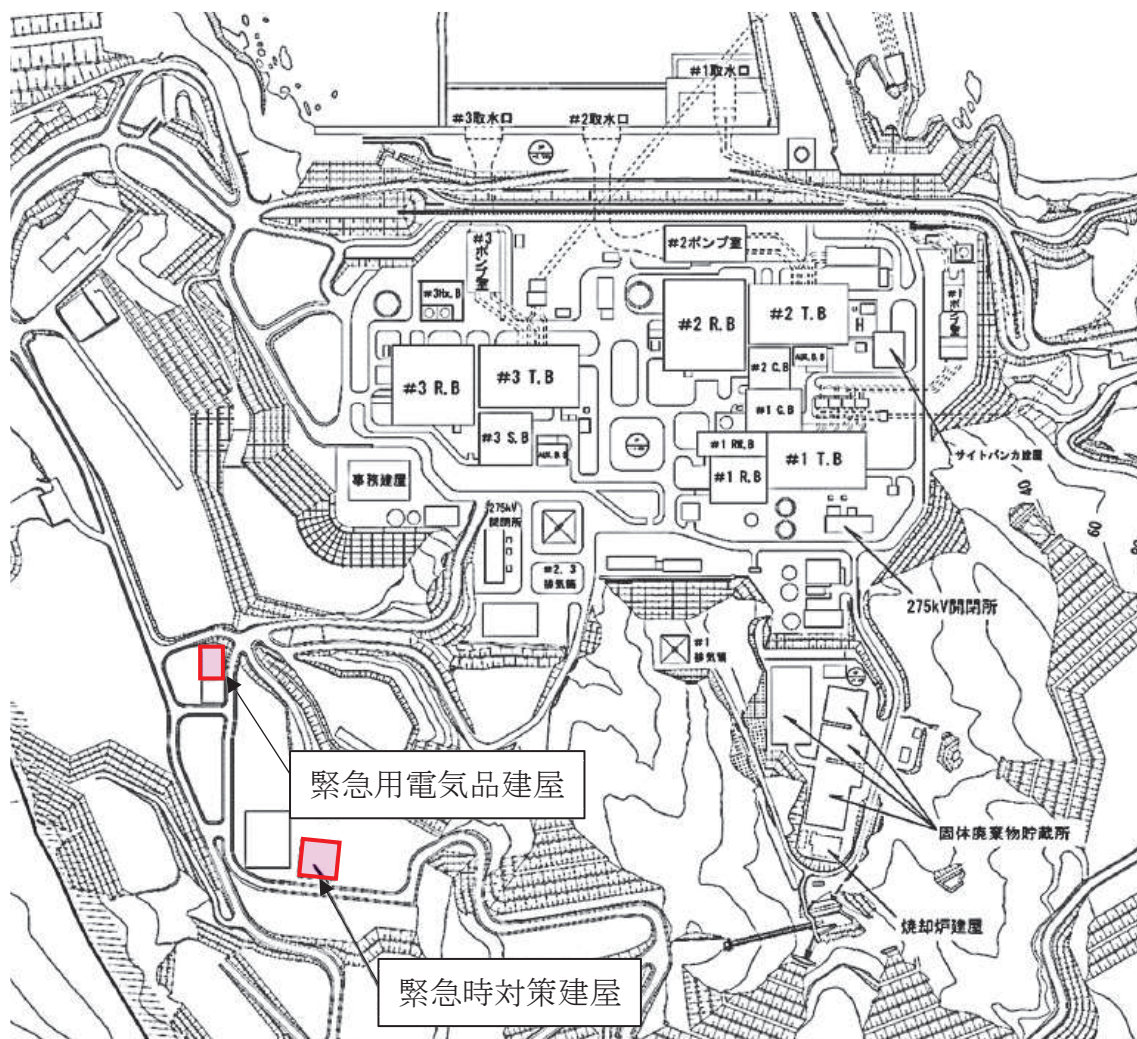 #1取水口
#3取水口
#2取水口
#3
ポンプ室
#2ポンプ室
#3Hx.B
#2 R.B
#2 T.B
#3 R.B
#3 T.B
#2 C.B
AUX.B.B
#1 C.B
#3 S.B
AUX.B.B
#1 RW.B
#1 R.B
#1 T.B
サイトバンカ建屋
事務建屋
275kV
開閉所
#2, 3
排気筒
275kV開閉所
#1
排気筒
40
60
緊急用電気品建屋
固体廃棄物貯蔵所
焼却炉建屋
緊急時対策建屋